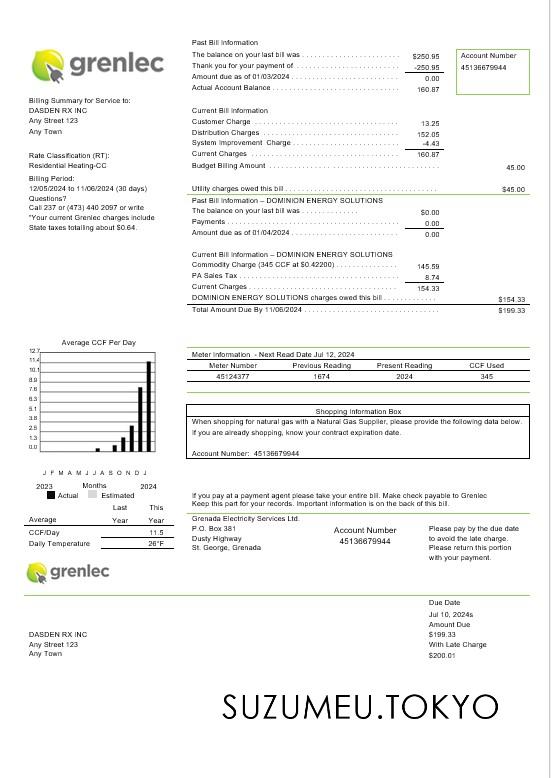 grenlec
Billing Summary for Service to:
DASDEN RX INC
Any Street 123
Any Town
Rate Classification (RT):
Residential Heating-CC
Billing Period:
12/05/2024 to 11/06/2024 (30 days)
Questions?
Call 237 or (473) 440 2097 or write
"Your current Grenlec charges include
State taxes totalling about $0.64.
Past Bill Information
The balance on your last bill was . . . . . . . . . . . . . . . . . . . . $250.95
Thank you for your payment of . . . . . . . . . . . . . . . . . . . . -250.95
Amount due as of 01/03/2024 . . . . . . . . . . . . . . . . . . . . 0.00
Actual Account Balance . . . . . . . . . . . . . . . . . . . . 160.87
Account Number
45136679944
Current Bill Information
Customer Charge . . . . . . . . . . . . . . . . . . . . 13.25
Distribution Charges . . . . . . . . . . . . . . . . . . . . 152.05
System Improvement Charge . . . . . . . . . . . . . . . . . . . . -4.43
Current Charges . . . . . . . . . . . . . . . . . . . . 160.87
Budget Billing Amount . . . . . . . . . . . . . . . . . . . . 45.00
Utility charges owed this bill . . . . . . . . . . . . . . . . . . . . $45.00
Past Bill Information – DOMINION ENERGY SOLUTIONS
The balance on your last bill was . . . . . . . . . . . . $0.00
Payments . . . . . . . . . . . . . . . . . . . . 0.00
Amount due as of 01/04/2024 . . . . . . . . . . . . . . . . . . . . 0.00
Current Bill Information – DOMINION ENERGY SOLUTIONS
Commodity Charge (345 CCF at $0.42200) . . . . . . . . . . . 145.59
PA Sales Tax . . . . . . . . . . . . . . . . . . . . 8.74
Current Charges . . . . . . . . . . . . . . . . . . . . 154.33
DOMINION ENERGY SOLUTIONS charges owed this bill . . . . . . . . . . . . . $154.33
Total Amount Due By 11/06/2024 . . . . . . . . . . . . . . . . . . . . $199.33
Average CCF Per Day
12.7
11.4
10.1
8.9
7.6
6.3
5.1
3.8
2.5
1.3
0.0
J F M A M J J A S O N D J
2023 Months 2024
Actual Estimated
Last This
Average Year Year
CCF/Day 11.5
Daily Temperature 26°F
Meter Information - Next Read Date Jul 12, 2024
Meter Number Previous Reading Present Reading CCF Used
45124377 1674 2024 345
Shopping Information Box
When shopping for natural gas with a Natural Gas Supplier, please provide the following data below.
If you are already shopping, know your contract expiration date.
Account Number: 45136679944
If you pay at a payment agent please take your entire bill. Make check payable to Grenlec
Keep this part for your records. Important information is on the back of this bill.
Grenada Electricity Services Ltd.
P.O. Box 381
Dusty Highway
St. George, Grenada
Account Number
45136679944
Please pay by the due date
to avoid the late charge.
Please return this portion
with your payment.
grenlec
Due Date
Jul 10, 2024s
Amount Due
$199.33
With Late Charge
$200.01
DASDEN RX INC
Any Street 123
Any Town
SUZUMEU.TOKYO